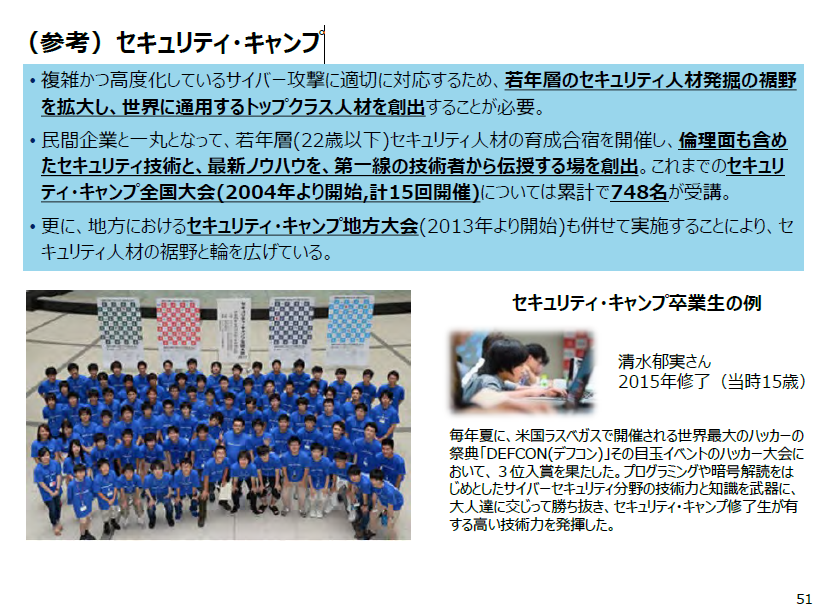 （参考）セキュリティ・キャンプ
・複雑かつ高度化しているサイバー攻撃に適切に対応するため、若年層のセキュリティ人材発掘の裾野
を拡大し、世界に通用するトップクラス人材を創出することが必要。
・民間企業と一丸となって、若年層(22歳以下)セキュリティ人材の育成合宿を開催し、倫理面も含め
たセキュリティ技術と、最新ノウハウを、第一線の技術者から伝授する場を創出。これまでのセキュリ
ティ・キャンプ全国大会(2004年より開始,計15回開催)については累計で748名が受講。
・更に、地方におけるセキュリティ・キャンプ地方大会(2013年より開始)も併せて実施することにより、セ
キュリティ人材の裾野と輪を広げている。
セキュリティ・キャンプ卒業生の例
清水郁実さん
2015年修了（当時15歳）
毎年夏に、米国ラスベガスで開催される世界最大のハッカーの
祭典「DEFCON(デフコン)」その目玉イベントのハッカー大会に
おいて、３位入賞を果たした。プログラミングや暗号解読をは
じめとしたサイバーセキュリティ分野の技術力と知識を武器に、
大人達に交じって勝ち抜き、セキュリティ・キャンプ修了生が有
する高い技術力を発揮した。
51